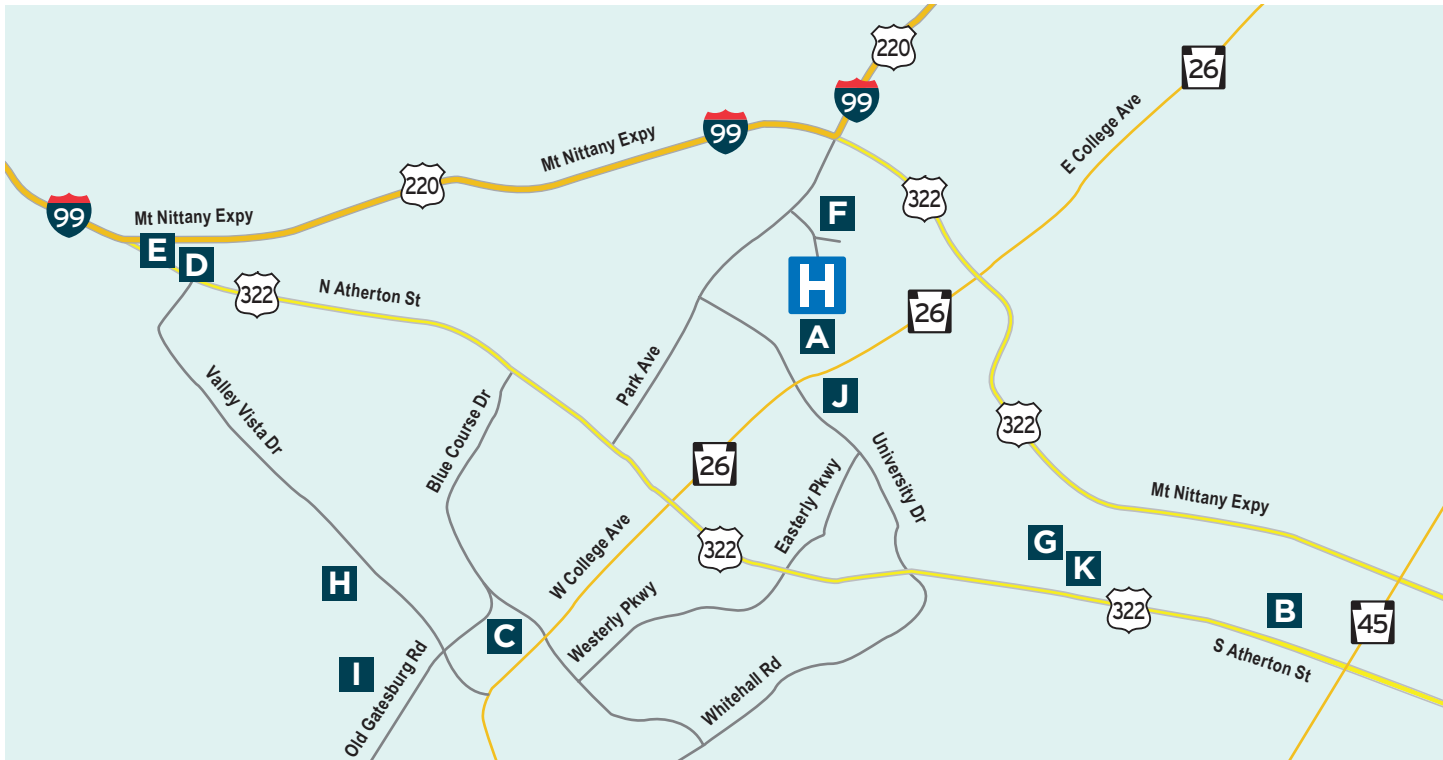 220
26
99
E College Ave
99
Mt Nittany Expy
220
322
99
Mt Nittany Expy
F
E
D
322
N Atherton St
H
26
A
Park Ave
Valley Vista Dr
Blue Course Dr
J
322
26
University Dr
Easterly Pkwy
Mt Nittany Expy
W College Ave
322
G
K
H
Westerly Pkwy
322
B
45
C
S Atherton St
I
Old Gatesburg Rd
Whitehall Rd